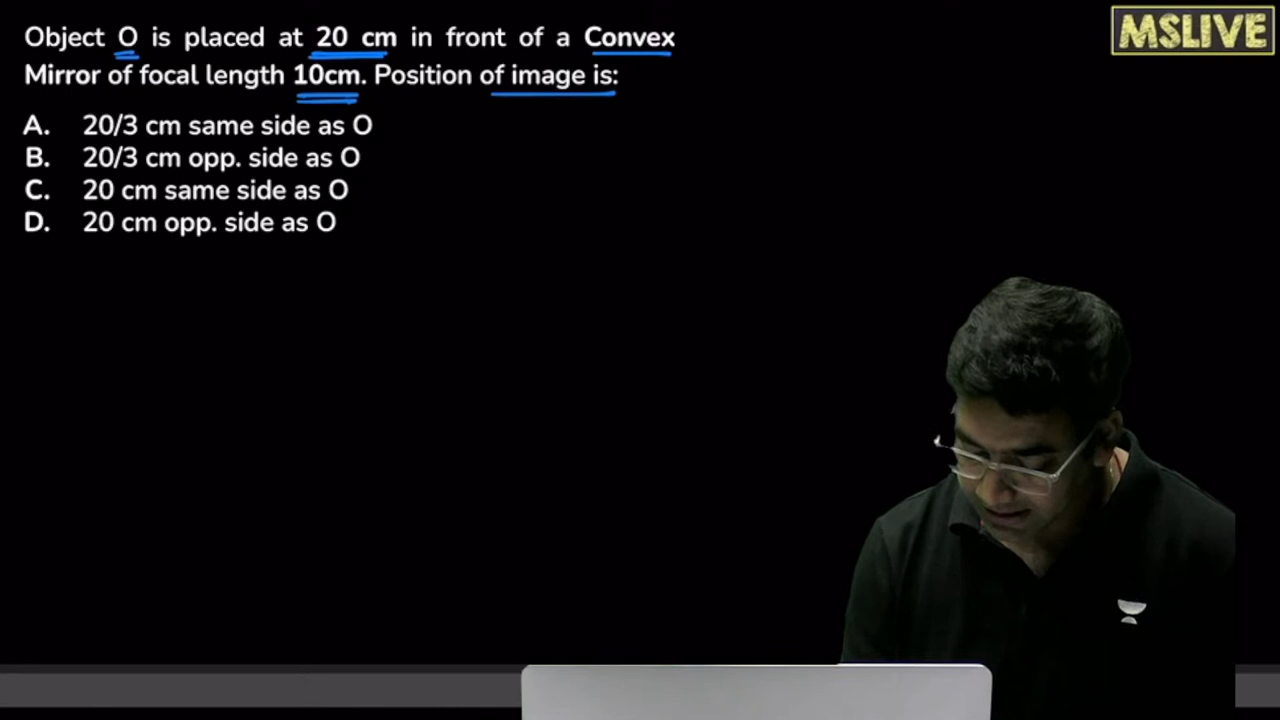 MSLIVE
Object O is placed at 20 cm in front of a Convex
Mirror of focal length 10cm. Position of image is:
A. 20/3 cm same side as O
B. 20/3 cm opp. side as O
C. 20 cm same side as O
D. 20 cm opp. side as O